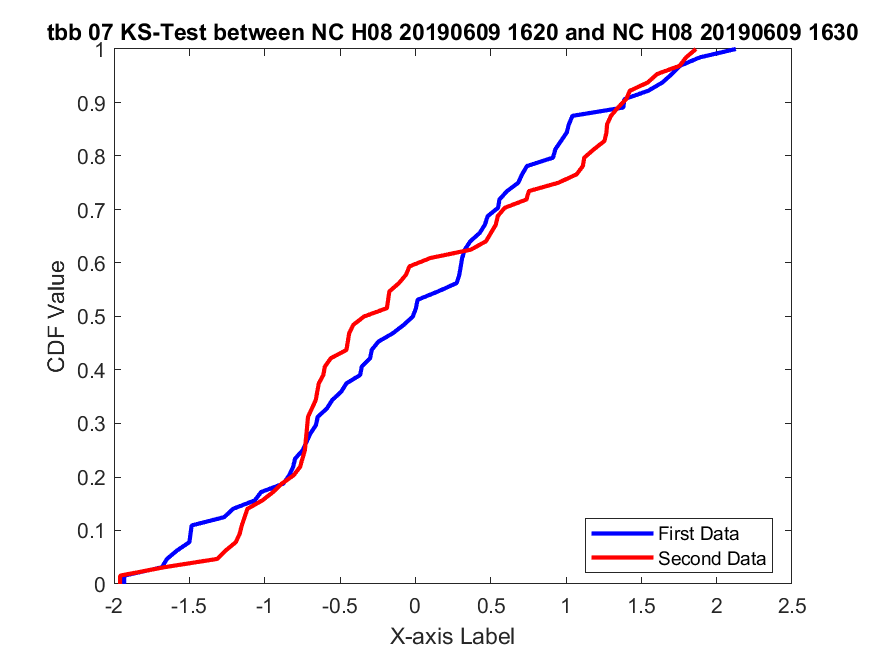 tbb 07 KS-Test between NC H08 20190609 1620 and NC H08 20190609 1630
1
0.9
0.8
0.7
0.6
0.5
0.4
0.3
0.2
0.1
0
CDF Value
First Data
Second Data
-2 -1.5 -1 -0.5 0 0.5 1 1.5 2 2.5
X-axis Label